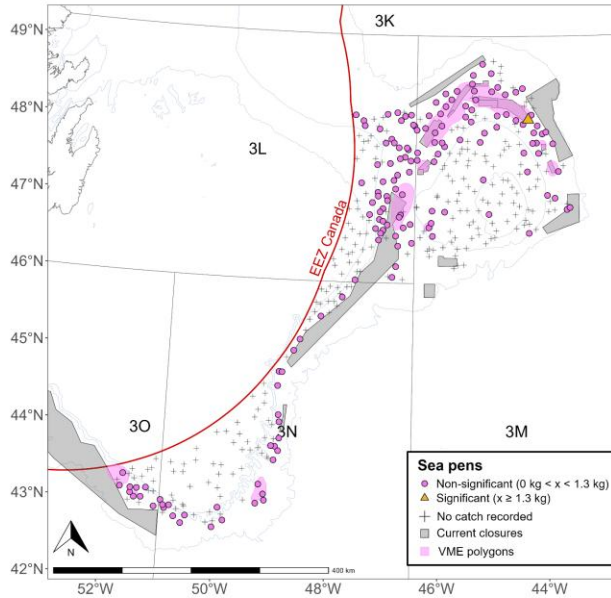 49°N
48°N
47°N
46°N
45°N
44°N
43°N
42°N
3K
3L
EEZ Canada
3O
3N
3M
Sea pens
Non-significant (0 kg < x < 1.3 kg)
Significant (x ≥ 1.3 kg)
No catch recorded
Current closures
VME polygons
N
400 km
52°W 50°W 48°W 46°W 44°W